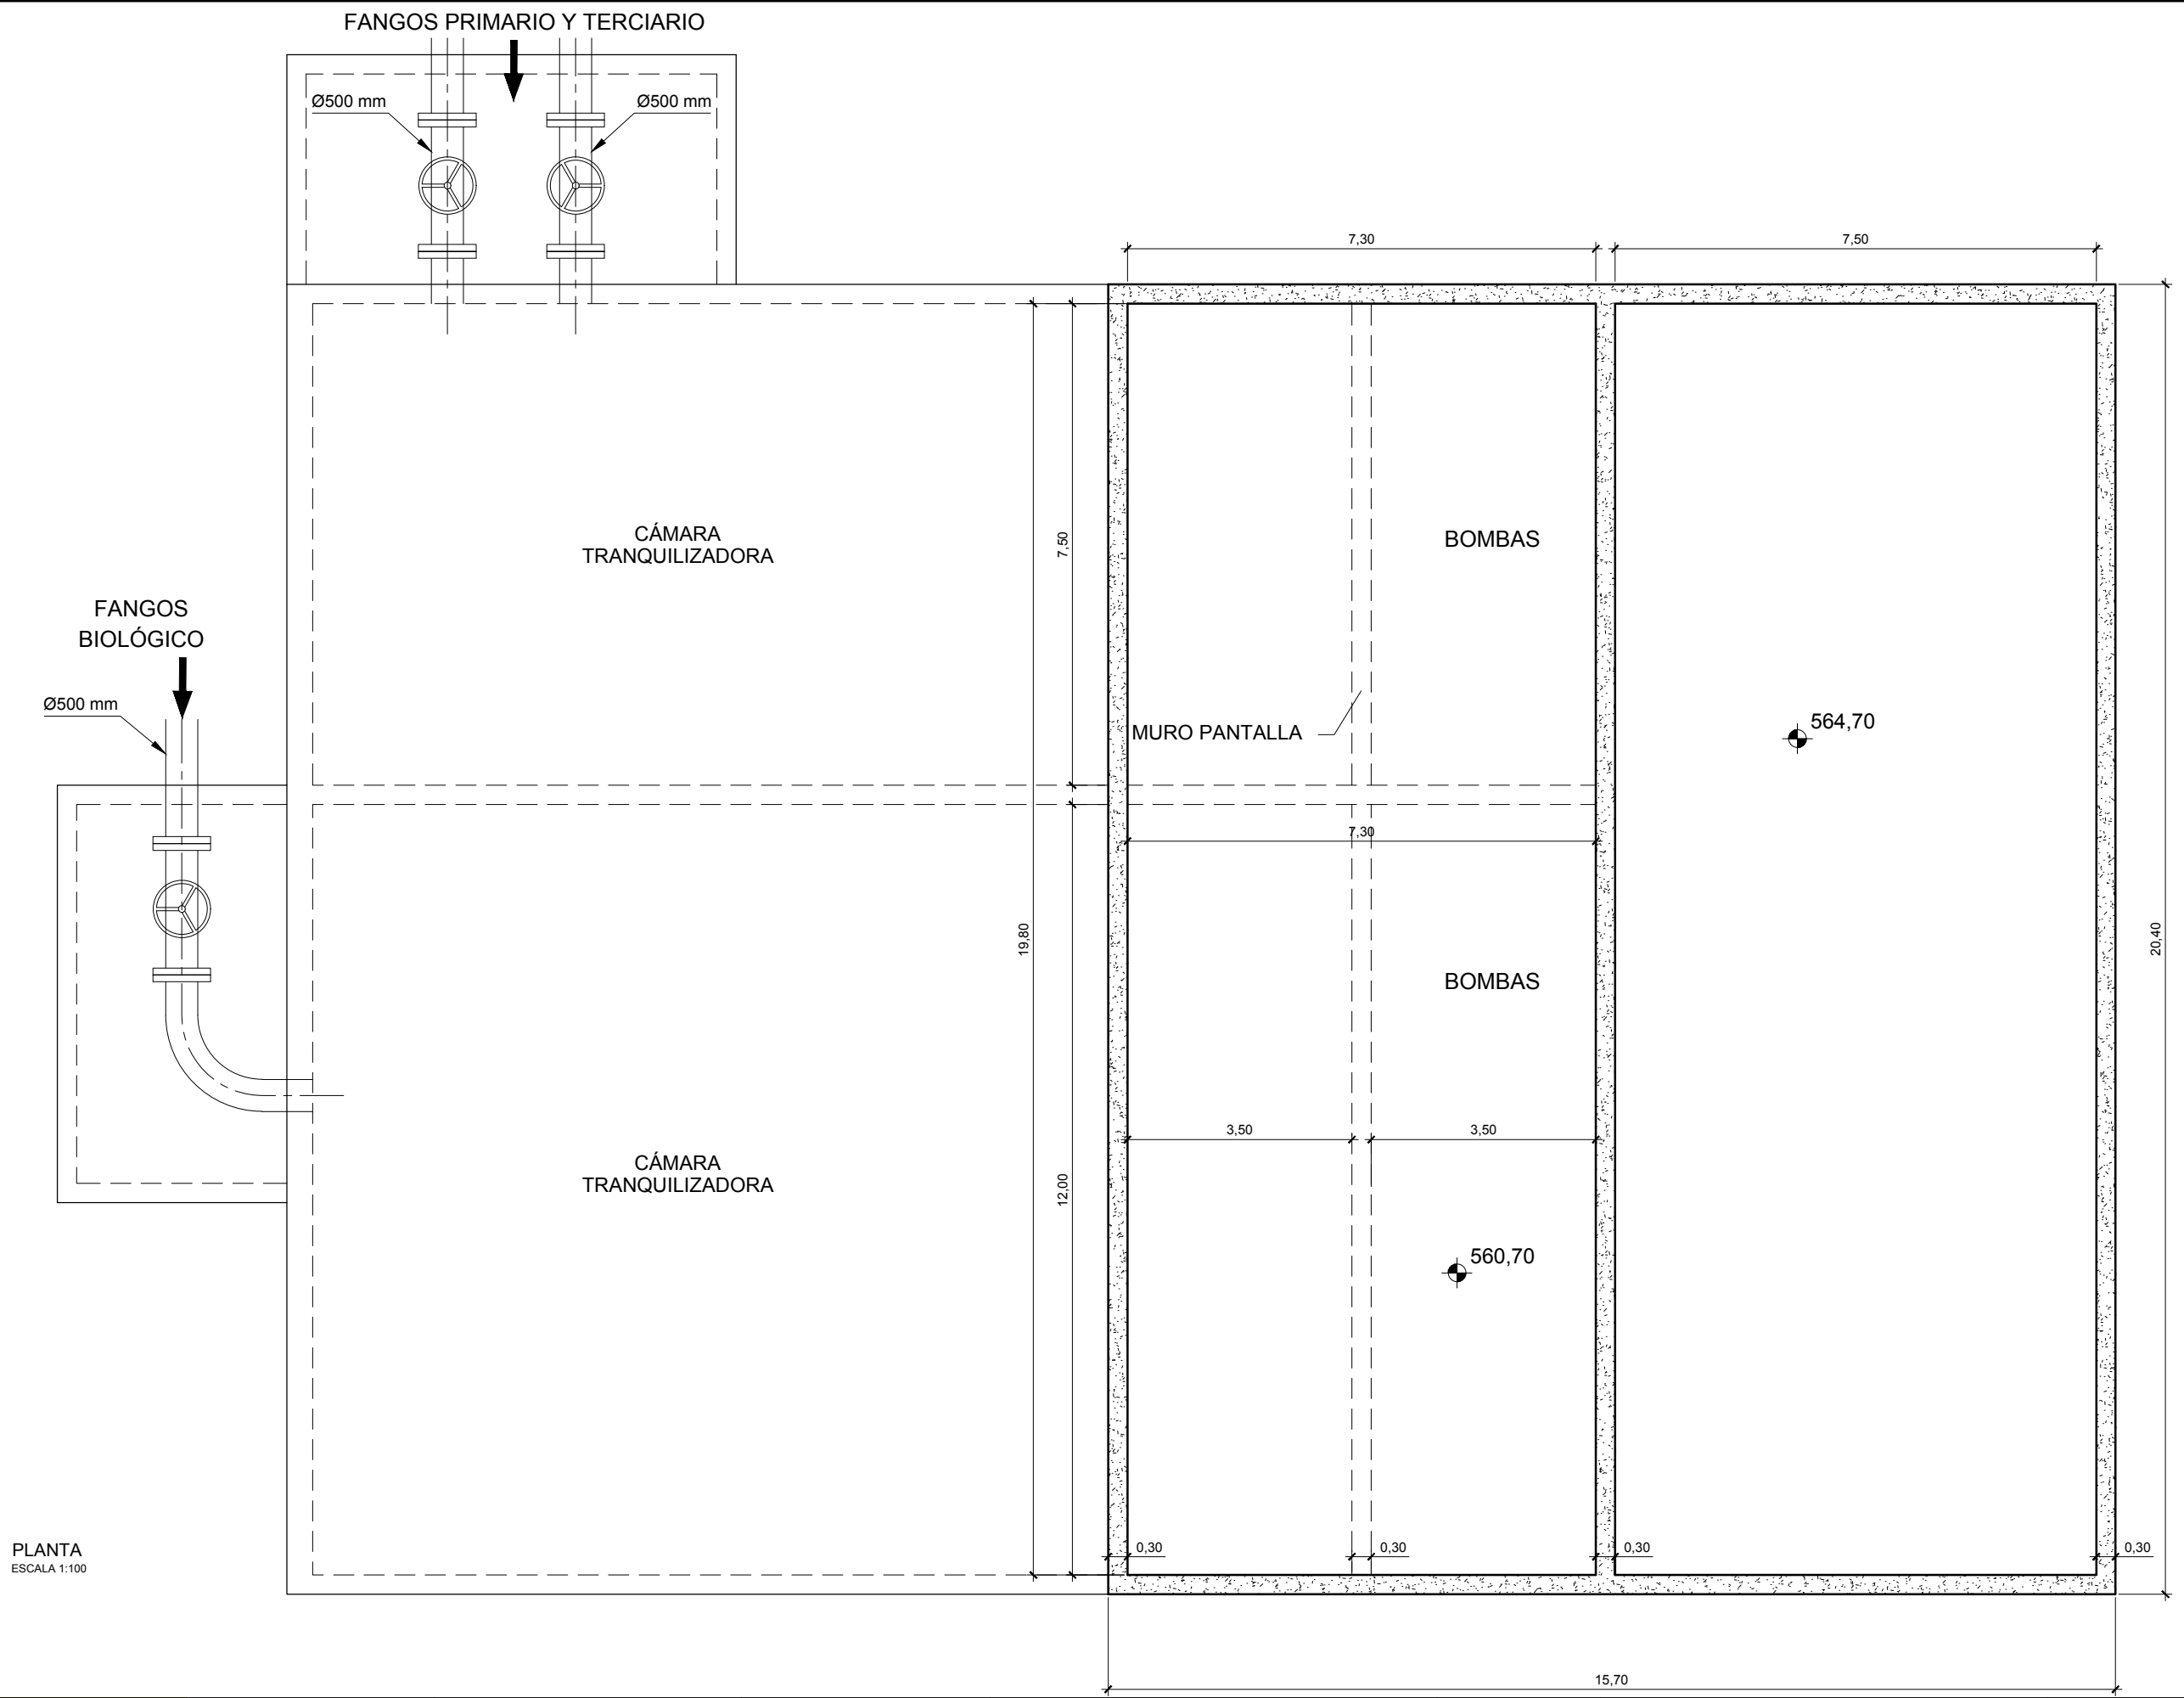 FANGOS PRIMARIO Y TERCIARIO
Ø500 mm
Ø500 mm
7,30
7,50
CÁMARA
TRANQUILIZADORA
7,50
BOMBAS
FANGOS
BIOLÓGICO
Ø500 mm
MURO PANTALLA
564,70
7,30
19,80
20,40
BOMBAS
3,50
3,50
CÁMARA
TRANQUILIZADORA
12,00
560,70
PLANTA
ESCALA 1:100
0,30
0,30
0,30
0,30
15,70